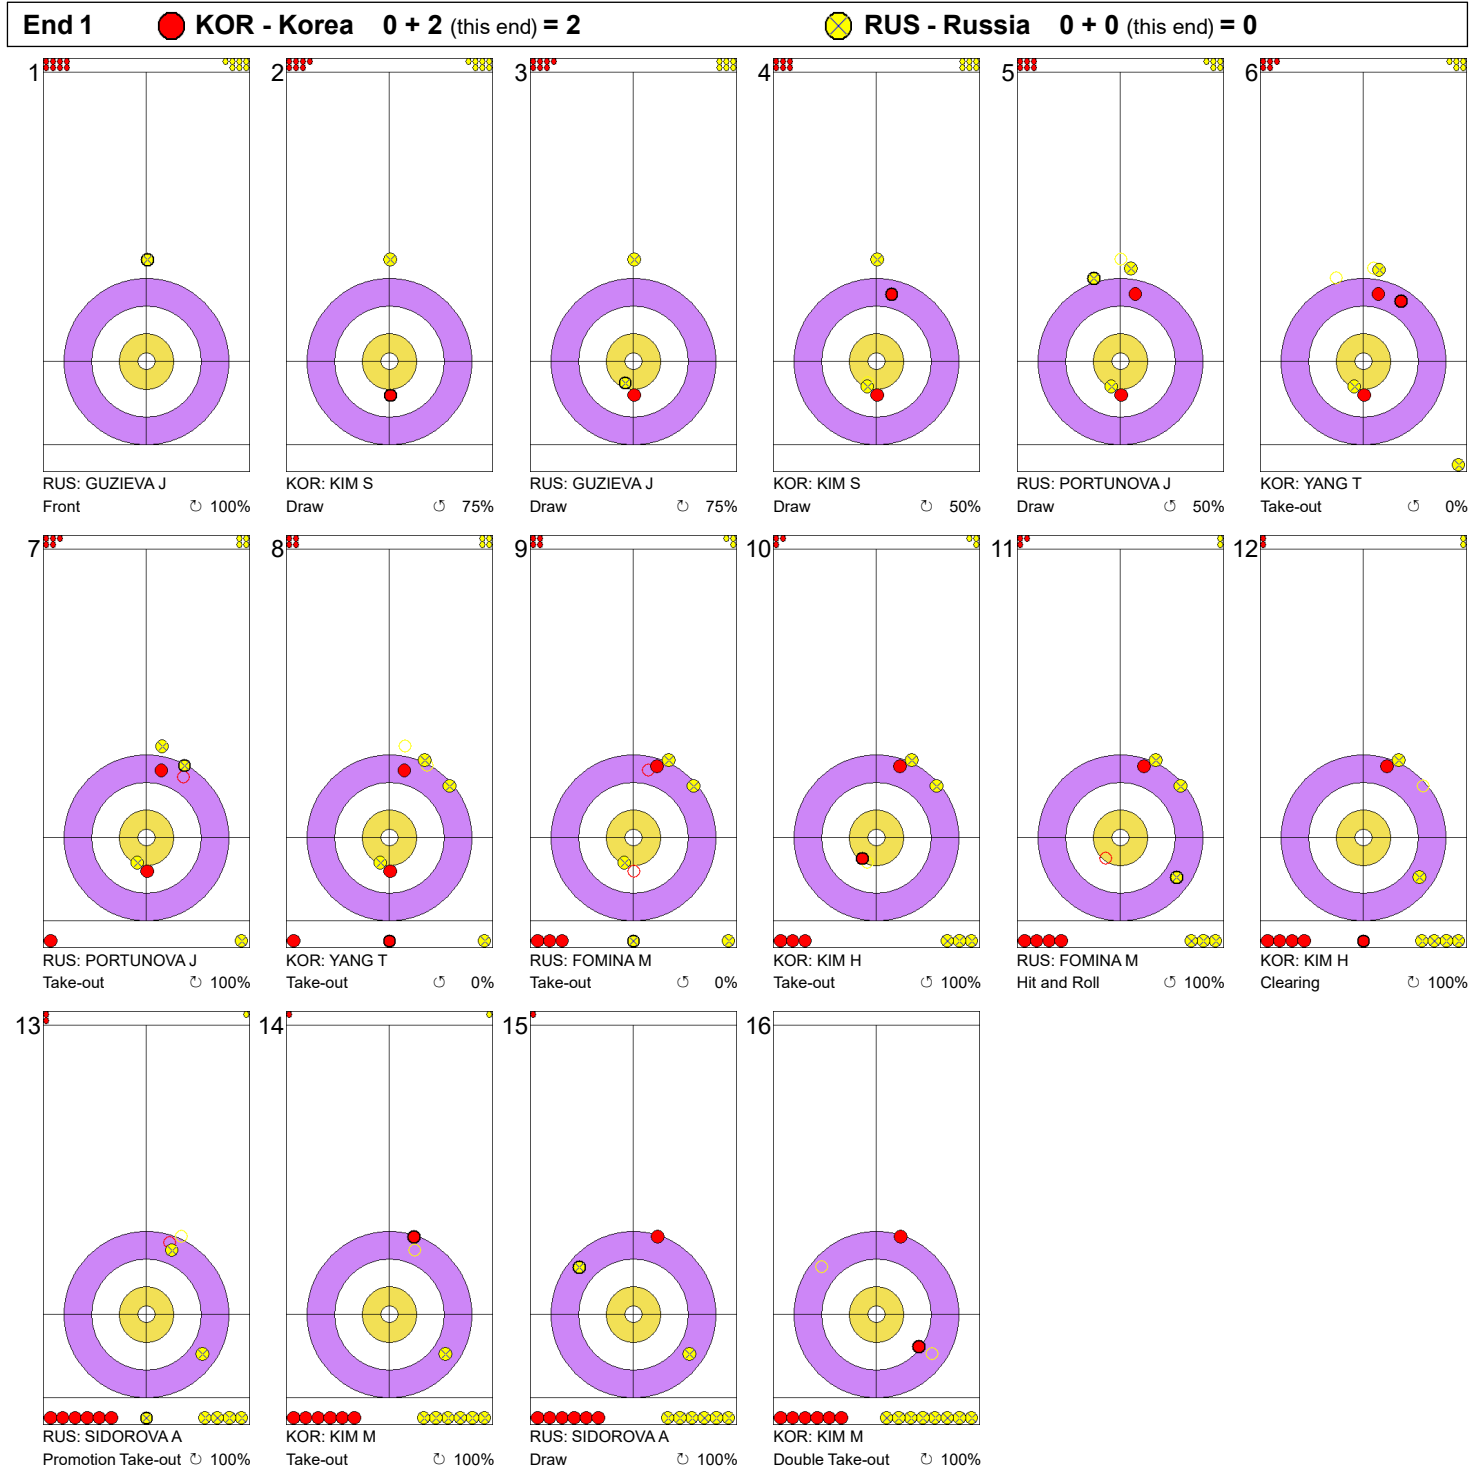 End 1 KOR - Korea 0 + 2 (this end) = 2 RUS - Russia 0 + 0 (this end) = 0
1 2 3 4 5 6
RUS: GUZIEVA J KOR: KIM S RUS: GUZIEVA J KOR: KIM S RUS: PORTUNOVA J KOR: YANG T
Front ↻ 100% Draw ↺ 75% Draw ↺ 75% Draw ↺ 50% Draw ↺ 50% Take-out ↺ 0%
7 8 9 10 11 12
RUS: PORTUNOVA J KOR: YANG T RUS: FOMINA M KOR: KIM H RUS: FOMINA M KOR: KIM H
Take-out ↻ 100% Take-out ↺ 0% Take-out ↺ 0% Take-out ↺ 100% Hit and Roll ↻ 100% Clearing ↻ 100%
13 14 15 16
RUS: SIDOROVA A KOR: KIM M RUS: SIDOROVA A KOR: KIM M
Promotion Take-out ↻ 100% Take-out ↻ 100% Draw ↻ 100% Double Take-out ↻ 100%